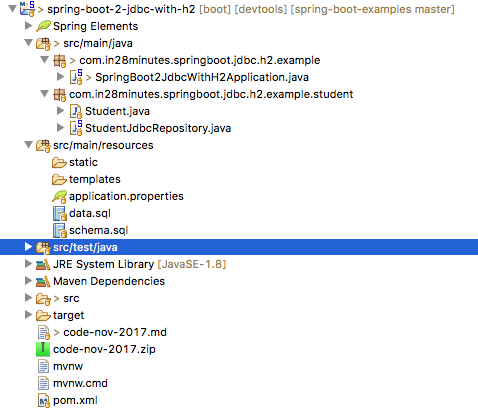 > spring-boot-2-jdbc-with-h2 [boot] [devtools] [spring-boot-examples master]
Spring Elements
> src/main/java
> com.in28minutes.springboot.jdbc.h2.example
> SpringBoot2JdbcWithH2Application.java
com.in28minutes.springboot.jdbc.h2.example.student
Student.java
StudentJdbcRepository.java
src/main/resources
static
templates
application.properties
data.sql
schema.sql
src/test/java
JRE System Library [JavaSE-1.8]
Maven Dependencies
> src
target
> code-nov-2017.md
code-nov-2017.zip
mvnw
mvnw.cmd
pom.xml